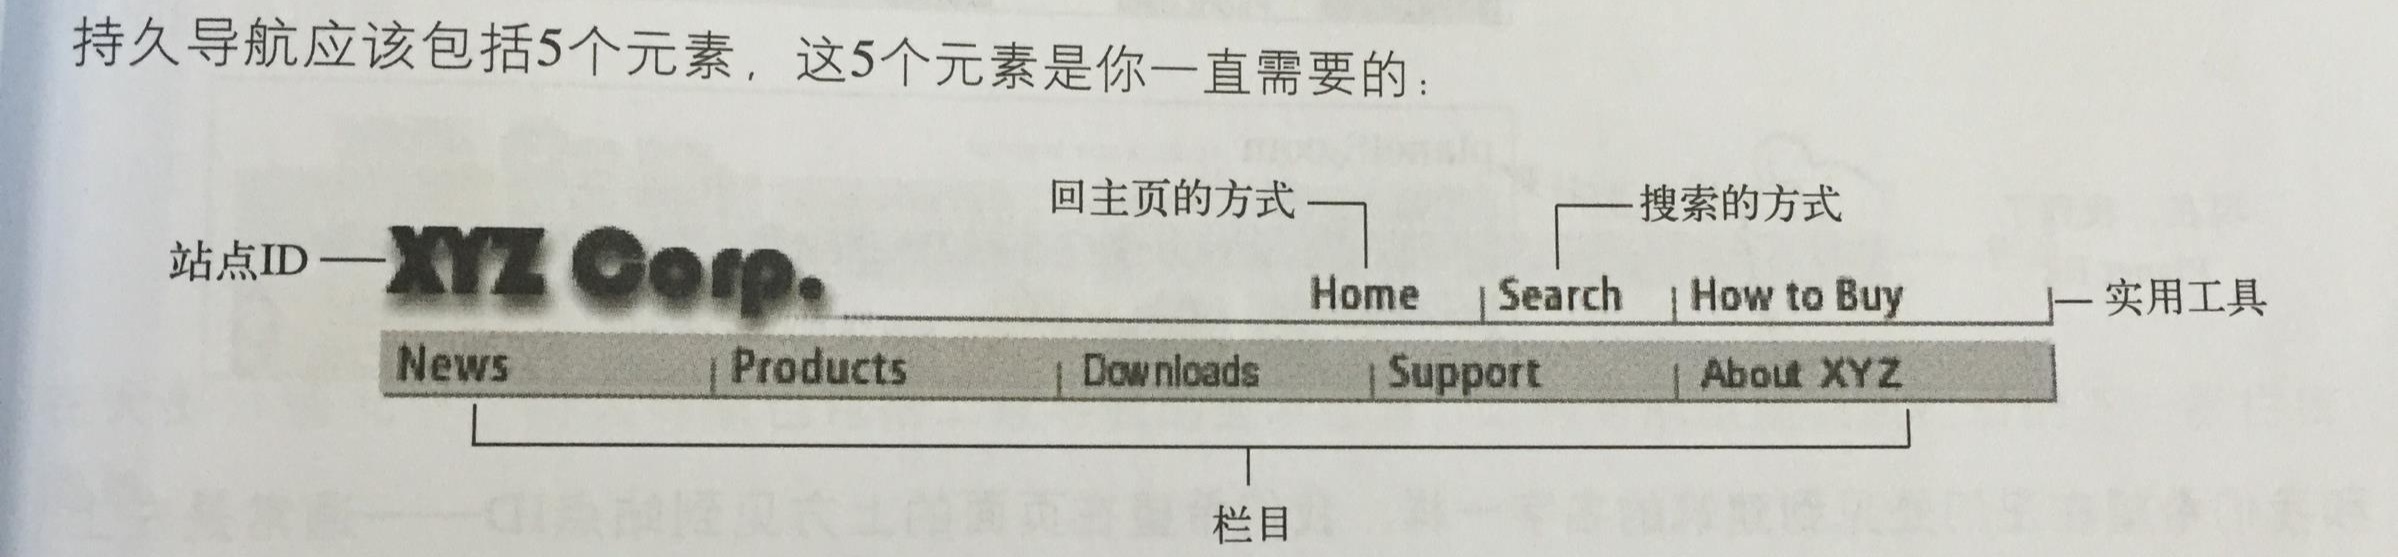 持久导航应该包括5个元素，这5个元素是你一直需要的：
回主页的方式
搜索的方式
站点ID
XYZ Corp.
Home | Search | How to Buy
实用工具
News | Products | Downloads | Support | About XYZ
栏目